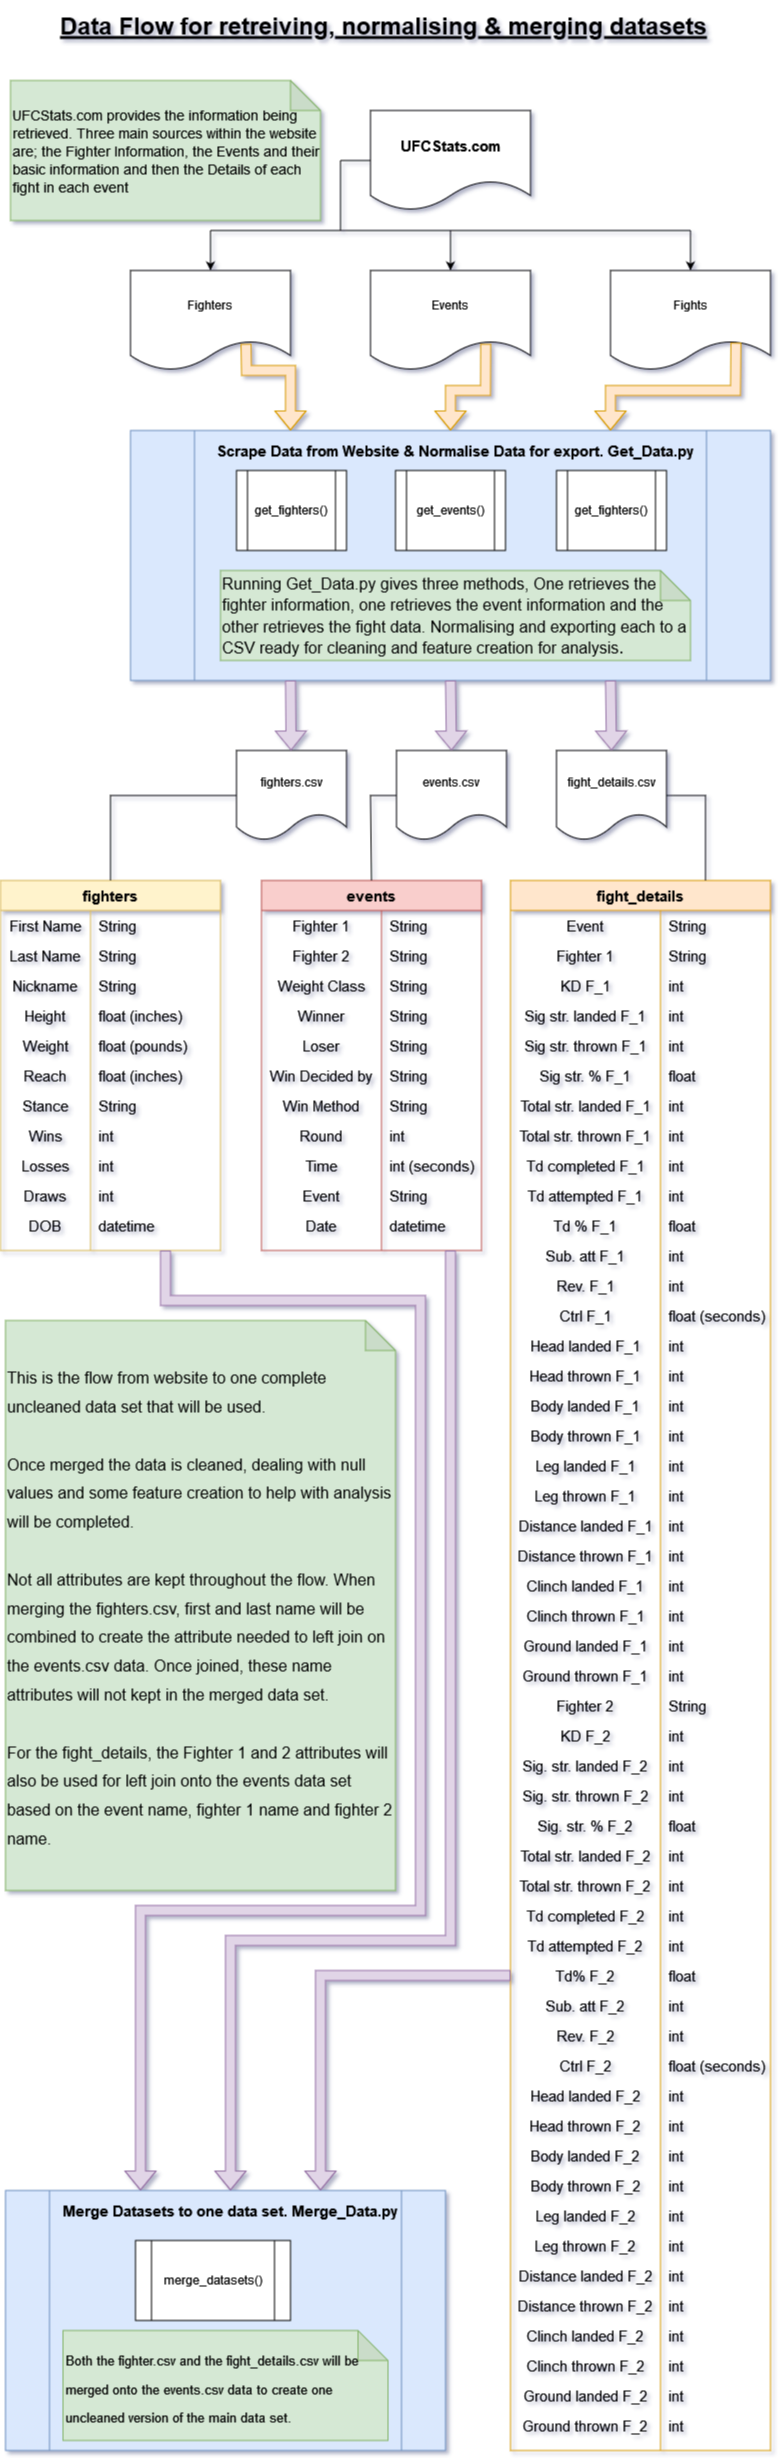 Data Flow for retreiving, normalising & merging datasets
UFCStats.com provides the information being
retrieved. Three main sources within the website
are; the Fighter Information, the Events and their
basic information and then the Details of each
fight in each event
UFCStats.com
Fighters
Events
Fights
Scrape Data from Website & Normalise Data for export. Get_Data.py
get_fighters()
get_events()
get_fighters()
Running Get_Data.py gives three methods, One retrieves the
fighter information, one retrieves the event information and the
other retrieves the fight data. Normalising and exporting each to a
CSV ready for cleaning and feature creation for analysis.
fighters.csv
events.csv
fight_details.csv
fighters
First Name String
Last Name String
Nickname String
Height float (inches)
Weight float (pounds)
Reach float (inches)
Stance String
Wins int
Losses int
Draws int
DOB datetime
events
Fighter 1 String
Fighter 2 String
Weight Class String
Winner String
Loser String
Win Decided by String
Win Method String
Round int
Time int (seconds)
Event String
Date datetime
fight_details
Event String
Fighter 1 String
KD F_1 int
Sig str. landed F_1 int
Sig str. thrown F_1 int
Sig str. % F_1 float
Total str. landed F_1 int
Total str. thrown F_1 int
Td completed F_1 int
Td attempted F_1 int
Td % F_1 float
Sub. att F_1 int
Rev. F_1 int
Ctrl F_1 float (seconds)
Head landed F_1 int
Head thrown F_1 int
Body landed F_1 int
Body thrown F_1 int
Leg landed F_1 int
Leg thrown F_1 int
Distance landed F_1 int
Distance thrown F_1 int
Clinch landed F_1 int
Clinch thrown F_1 int
Ground landed F_1 int
Ground thrown F_1 int
Fighter 2 String
KD F_2 int
Sig. str. landed F_2 int
Sig. str. thrown F_2 int
Sig. str. % F_2 float
Total str. landed F_2 int
Total str. thrown F_2 int
Td completed F_2 int
Td attempted F_2 int
Td% F_2 float
Sub. att F_2 int
Rev. F_2 int
Ctrl F_2 float (seconds)
Head landed F_2 int
Head thrown F_2 int
Body landed F_2 int
Body thrown F_2 int
Leg landed F_2 int
Leg thrown F_2 int
Distance landed F_2 int
Distance thrown F_2 int
Clinch landed F_2 int
Clinch thrown F_2 int
Ground landed F_2 int
Ground thrown F_2 int
This is the flow from website to one complete
uncleaned data set that will be used.
Once merged the data is cleaned, dealing with null
values and some feature creation to help with analysis
will be completed.
Not all attributes are kept throughout the flow. When
merging the fighters.csv, first and last name will be
combined to create the attribute needed to left join on
the events.csv data. Once joined, these name
attributes will not kept in the merged data set.
For the fight_details, the Fighter 1 and 2 attributes will
also be used for left join onto the events data set
based on the event name, fighter 1 name and fighter 2
name.
Merge Datasets to one data set. Merge_Data.py
merge_datasets()
Both the fighter.csv and the fight_details.csv will be
merged onto the events.csv data to create one
uncleaned version of the main data set.